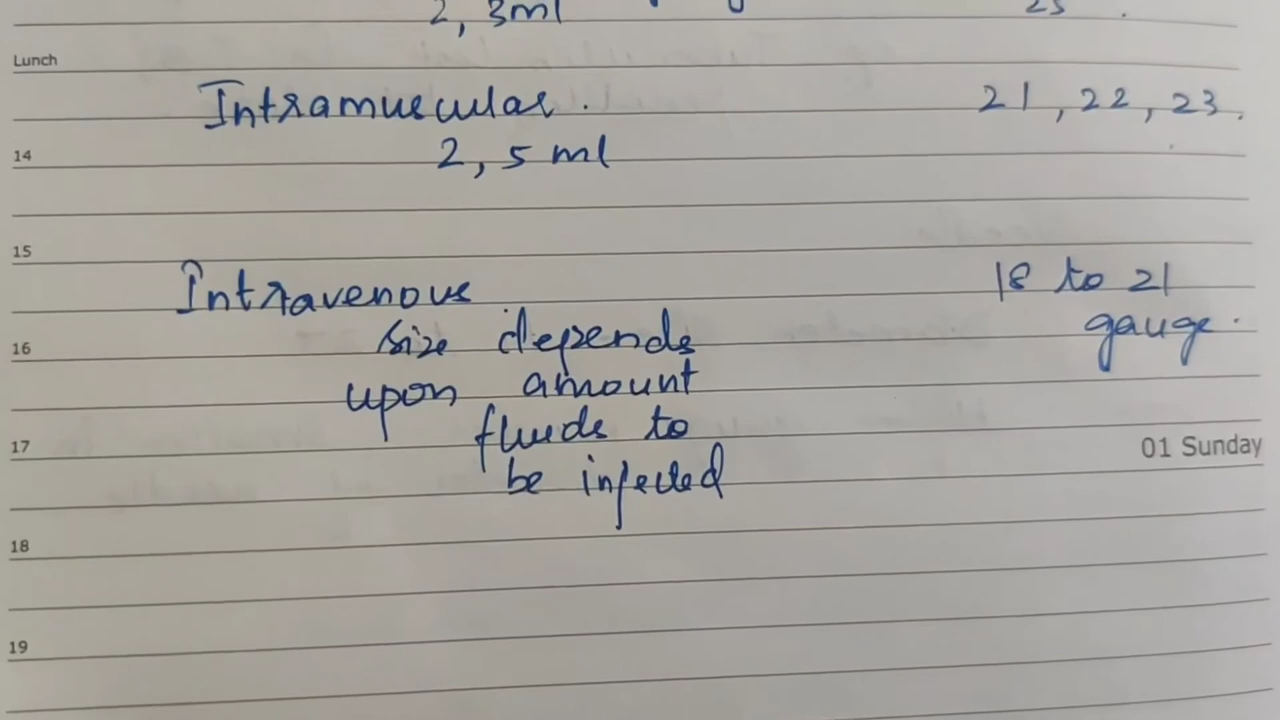 2, 3ml 25
Lunch
Intramuscular. 21, 22, 23.
2, 5 ml
14
15
Intravenous 18 to 21
size depends gauge.
16
upon amount
fluids to
17
01 Sunday
be injected
18
19